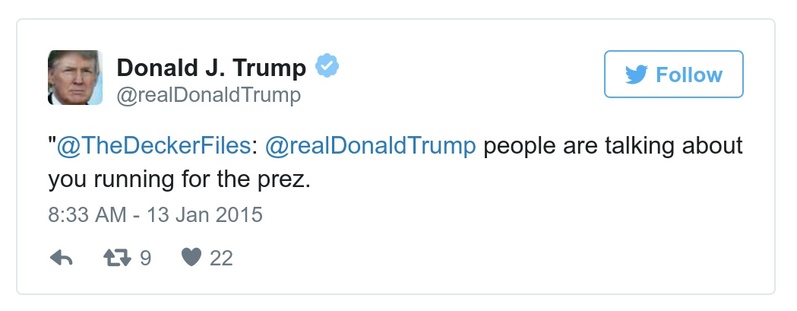 Donald J. Trump
@realDonaldTrump
Follow
"@TheDeckerFiles: @realDonaldTrump people are talking about
you running for the prez.
8:33 AM - 13 Jan 2015
9 22